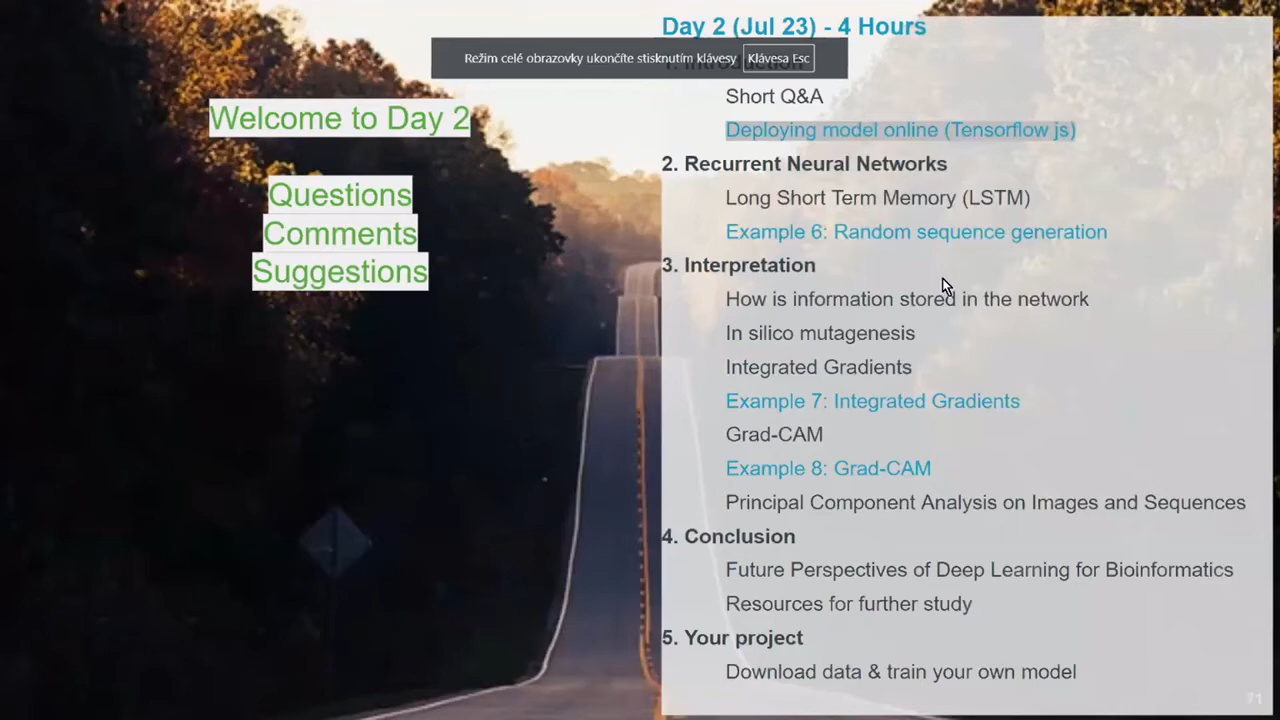 Welcome to Day 2
Questions
Comments
Suggestions
Day 2 (Jul 23) - 4 Hours
Režim celé obrazovky ukončíte stisknutím klávesy Klávesa Esc
1. Introduction
Short Q&A
Deploying model online (Tensorflow js)
2. Recurrent Neural Networks
Long Short Term Memory (LSTM)
Example 6: Random sequence generation
3. Interpretation
How is information stored in the network
In silico mutagenesis
Integrated Gradients
Example 7: Integrated Gradients
Grad-CAM
Example 8: Grad-CAM
Principal Component Analysis on Images and Sequences
4. Conclusion
Future Perspectives of Deep Learning for Bioinformatics
Resources for further study
5. Your project
Download data & train your own model
71